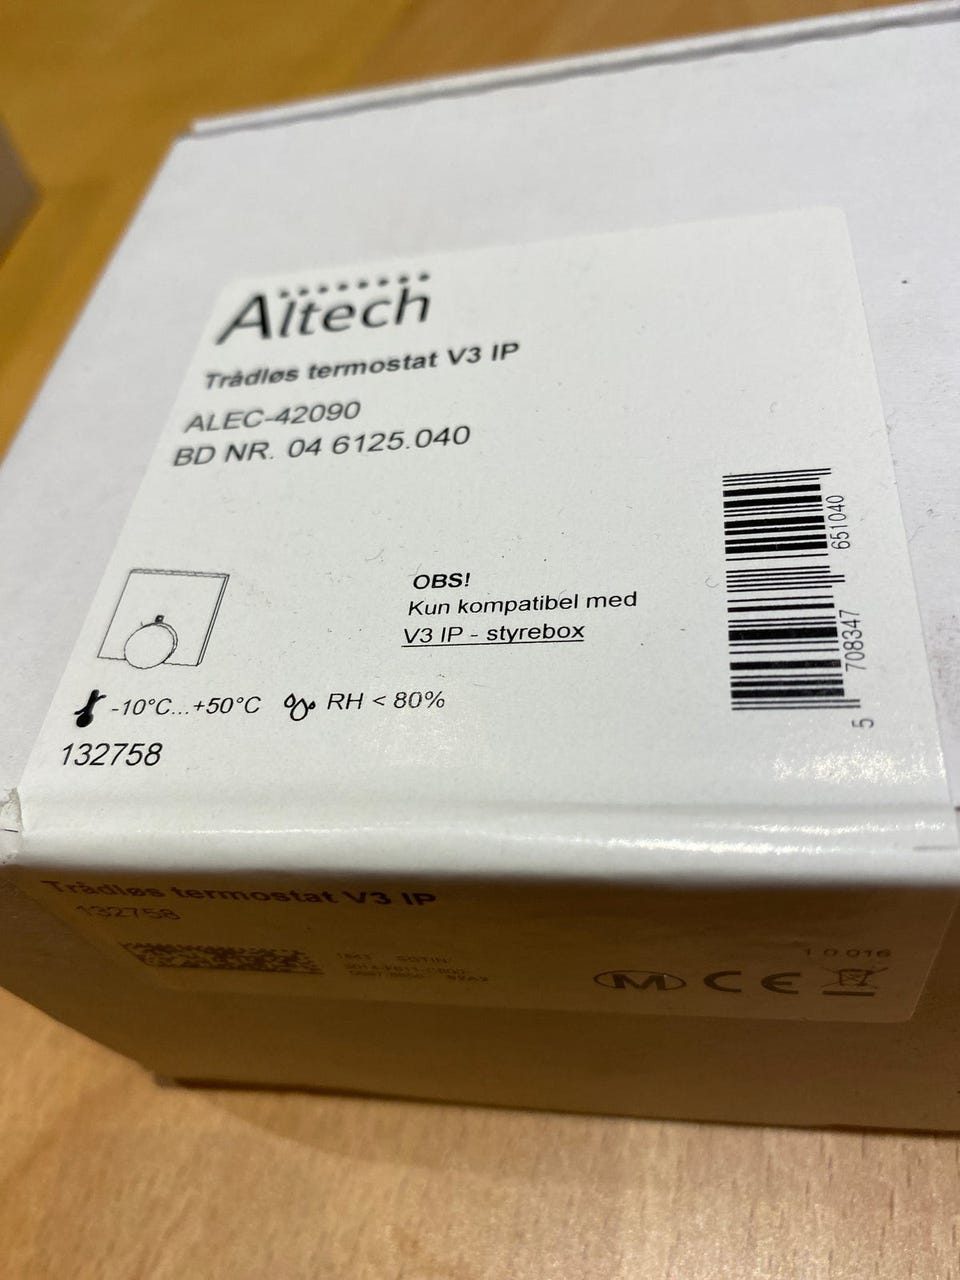 Altech
Trådløs termostat V3 IP
ALEC-42090
BD NR. 04 6125.040
OBS!
Kun kompatibel med
V3 IP - styrebox
-10°C...+50°C RH < 80%
132758
5 708347 651040
Trådløs termostat V3 IP
132758
1.0.016
M CE